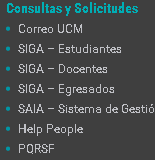 Consultas y Solicitudes
Correo UCM
SIGA – Estudiantes
SIGA – Docentes
SIGA – Egresados
SAIA – Sistema de Gestió
Help People
PQRSF